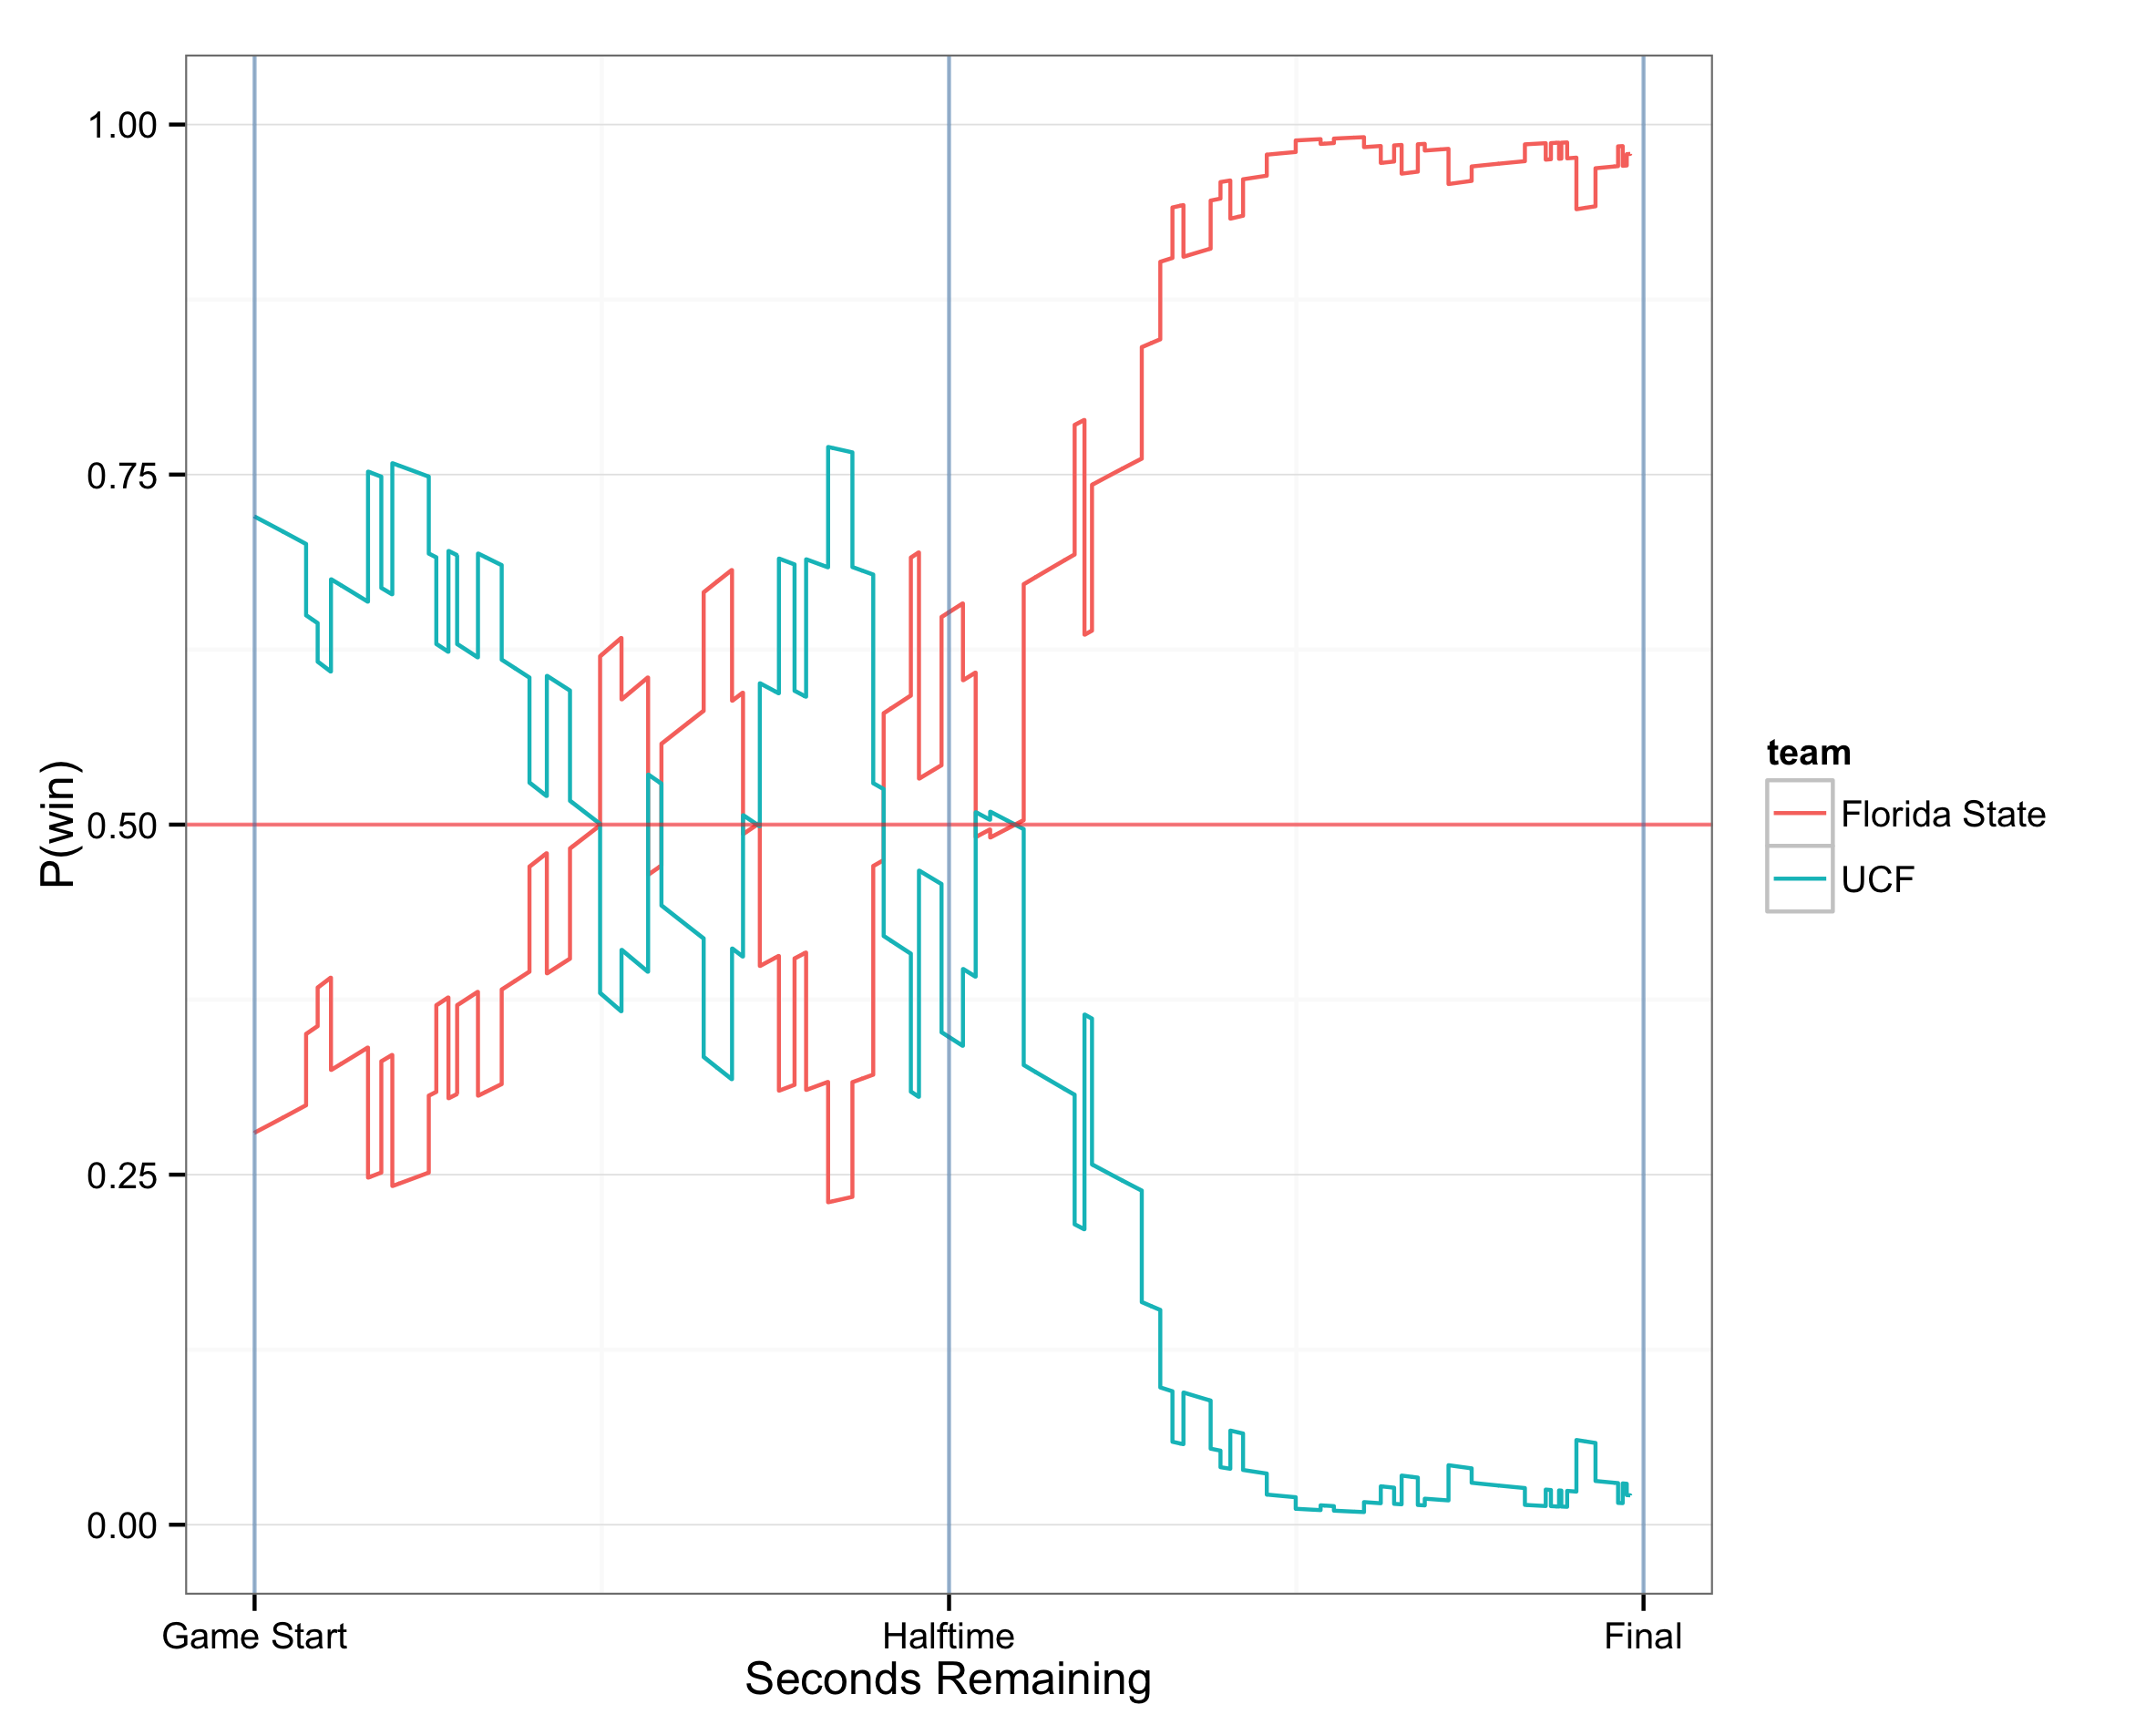 P(win)
1.00
0.75
0.50
0.25
0.00
Game Start
Halftime
Final
Seconds Remaining
team
Florida State
UCF